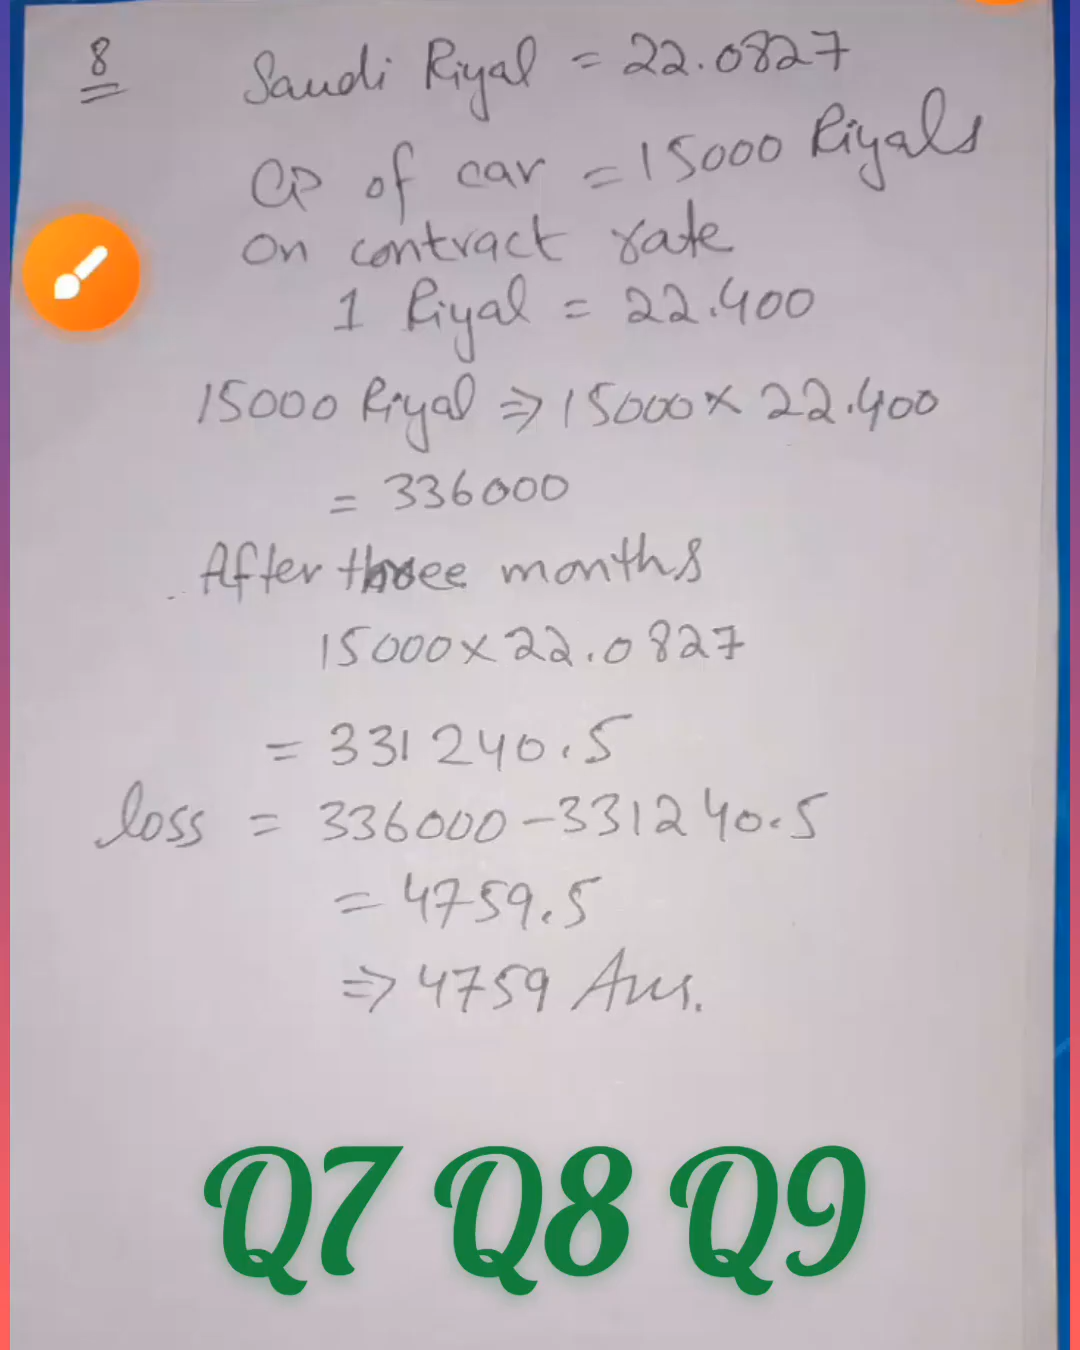 8 Saudi Riyal = 22.0827
CP of car = 15000 Riyals
On contract rate
1 Riyal = 22.400
15000 Riyal ⇒ 15000 × 22.400
= 336000
After three months
15000 × 22.0827
= 331240.5
loss = 336000 - 331240.5
= 4759.5
⇒ 4759 Ans.
Q7 Q8 Q9